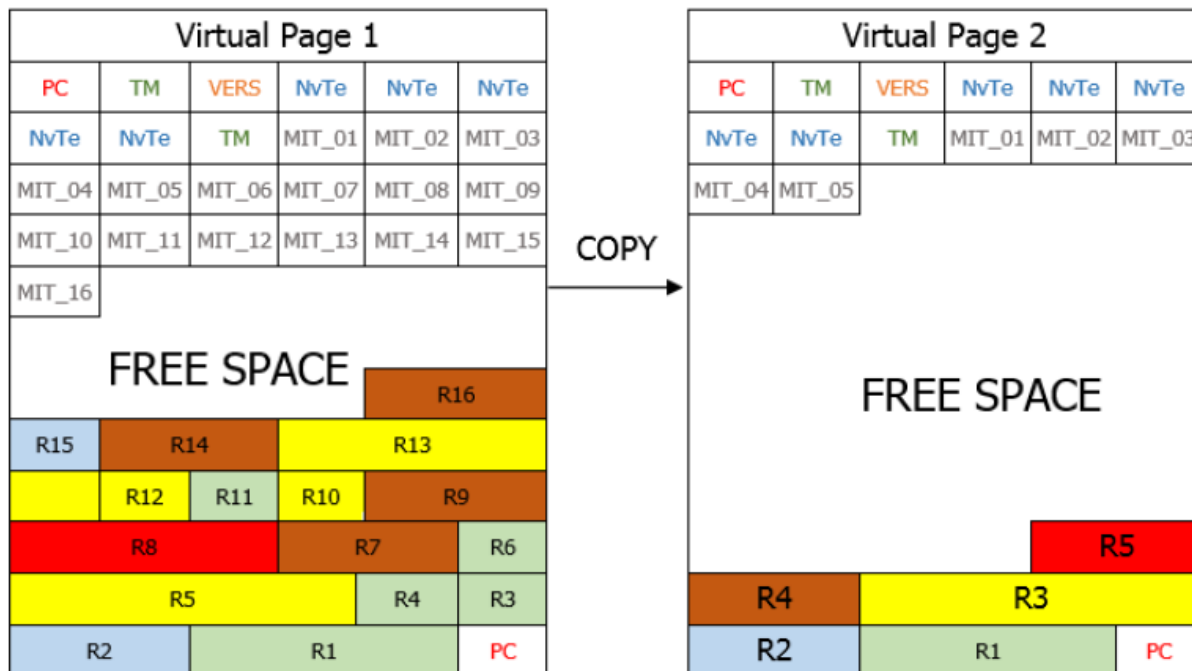 Virtual Page 1
PC TM VERS NvTe NvTe NvTe
NvTe NvTe TM MIT_01 MIT_02 MIT_03
MIT_04 MIT_05 MIT_06 MIT_07 MIT_08 MIT_09
MIT_10 MIT_11 MIT_12 MIT_13 MIT_14 MIT_15
MIT_16
FREE SPACE
R16
R15 R14 R13
R12 R11 R10 R9
R8 R7 R6
R5 R4 R3
R2 R1 PC
COPY
Virtual Page 2
PC TM VERS NvTe NvTe NvTe
NvTe NvTe TM MIT_01 MIT_02 MIT_03
MIT_04 MIT_05
FREE SPACE
R5
R4 R3
R2 R1 PC